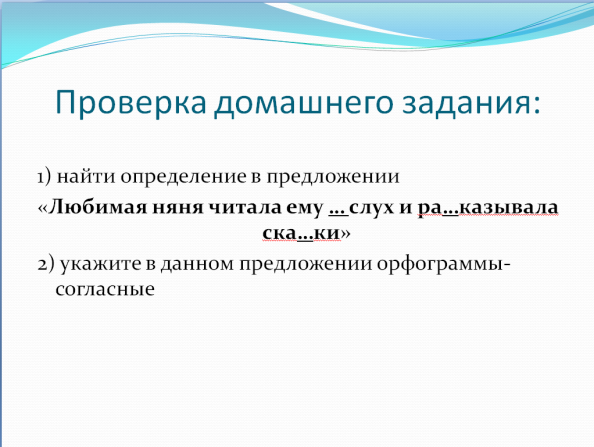 Проверка домашнего задания:
1) найти определение в предложении
«Любимая няня читала ему ... слух и ра...казывала
ска...ки»
2) укажите в данном предложении орфограммы-
согласные